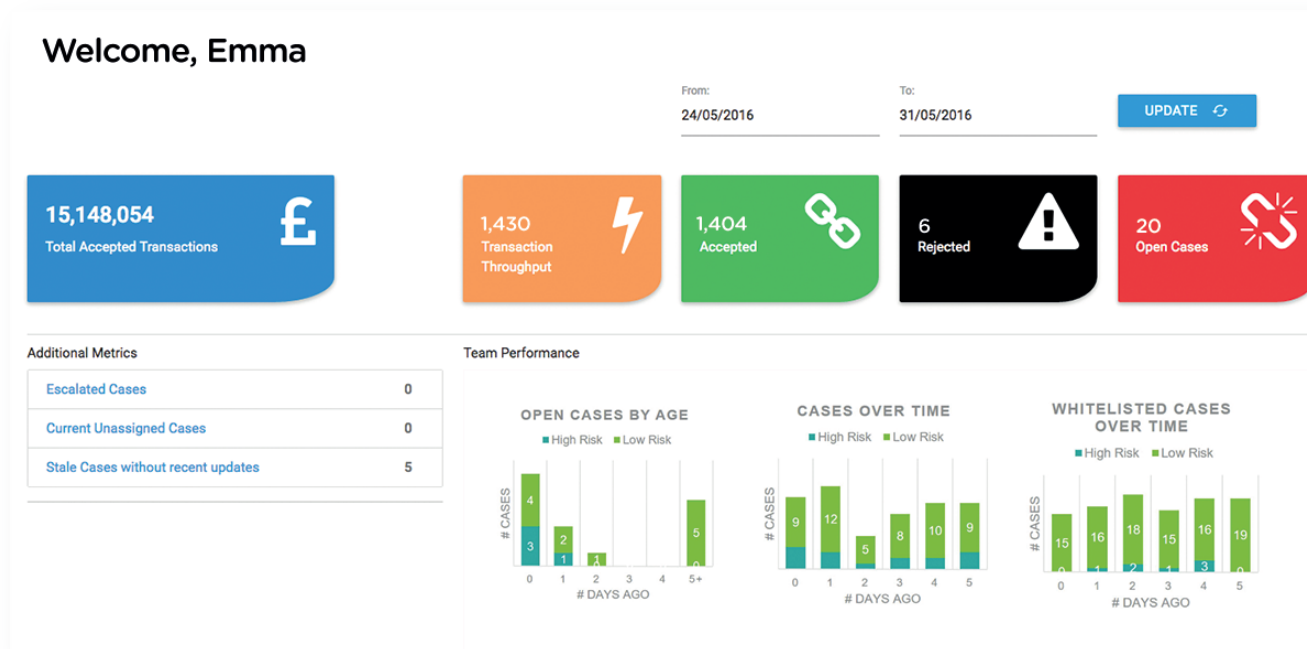 Welcome, Emma
From:
24/05/2016
To:
31/05/2016
UPDATE
15,148,054
Total Accepted Transactions
£
1,430
Transaction
Throughput
1,404
Accepted
6
Rejected
20
Open Cases
Additional Metrics
Escalated Cases 0
Current Unassigned Cases 0
Stale Cases without recent updates 5
Team Performance
OPEN CASES BY AGE
High Risk Low Risk
# CASES
4
3
2
1
1
5
0 1 2 3 4 5+
# DAYS AGO
CASES OVER TIME
High Risk Low Risk
# CASES
9 12 5 8 10 9
0 1 2 3 4 5
# DAYS AGO
WHITELISTED CASES
OVER TIME
High Risk Low Risk
# CASES
15 16 18 15 16 19
0 1 2 1 3 0
0 1 2 3 4 5
# DAYS AGO